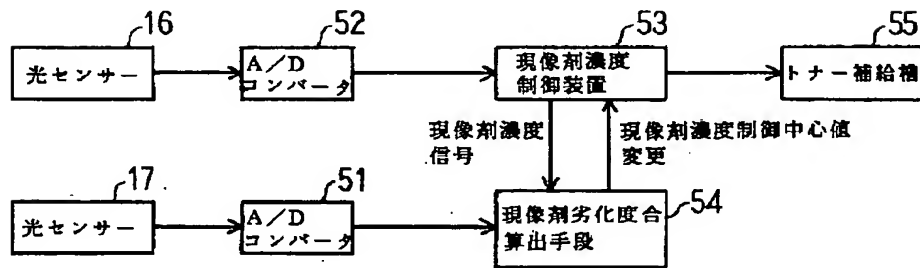 16
52
53
55
光センサー
A/D
コンバータ
現像剤濃度
制御装置
トナー補給槽
現像剤濃度
信号
現像剤濃度制御中心値
変更
17
51
54
光センサー
A/D
コンバータ
現像剤劣化度合
算出手段